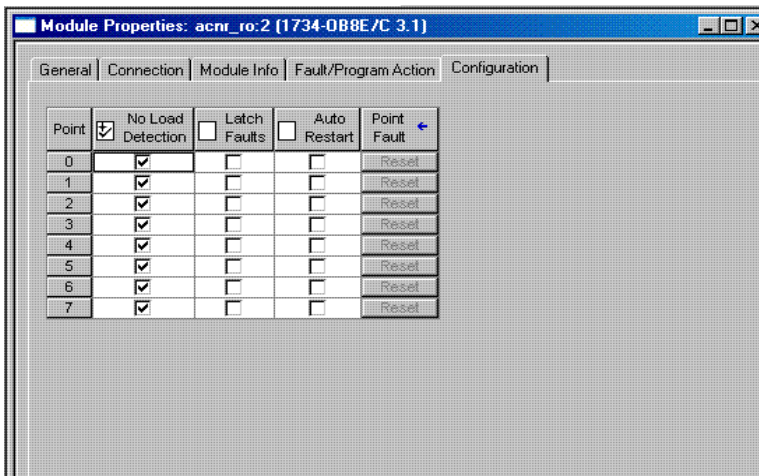 Module Properties: acnr_ro:2 (1734-OB8E/C 3.1)
General Connection Module Info Fault/Program Action Configuration
Point No Load Detection Latch Faults Auto Restart Point Fault
0 Reset
1 Reset
2 Reset
3 Reset
4 Reset
5 Reset
6 Reset
7 Reset